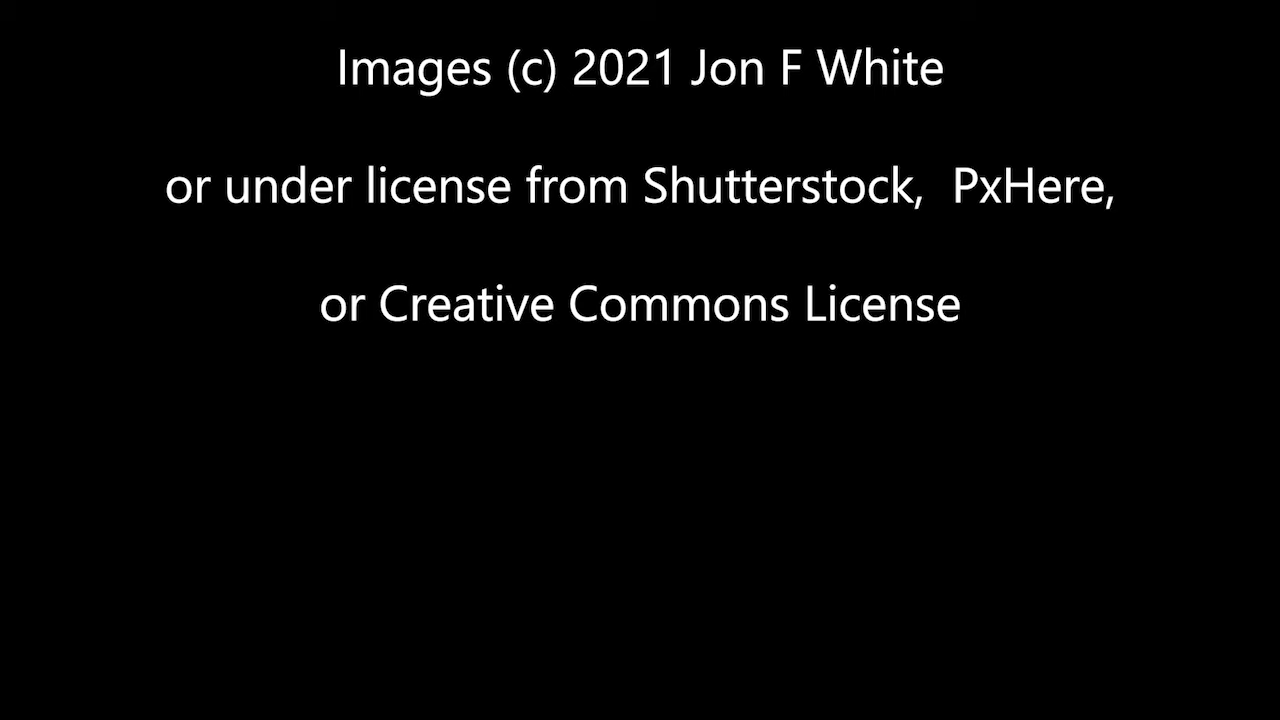 Images (c) 2021 Jon F White
or under license from Shutterstock,  PxHere,
or Creative Commons License